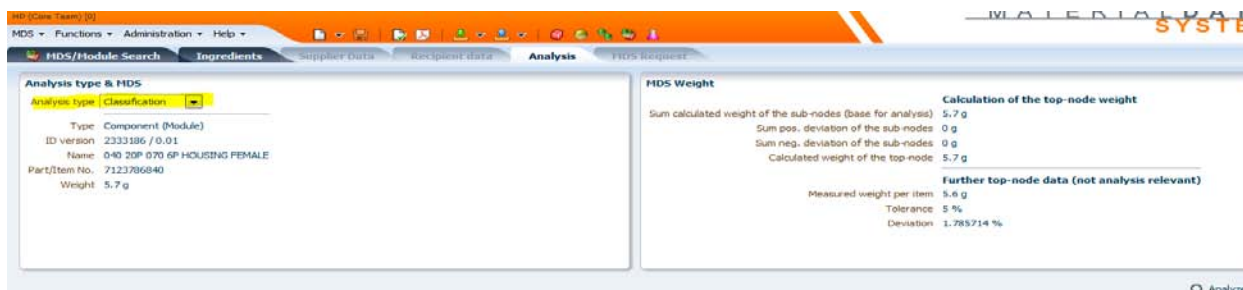 HP (Core Team) [0]
MATERIALDATA
SYSTE
MDS Functions Administration Help
MDS/Module Search Ingredients Supplier Data Recipient data Analysis MDS Request
Analysis type & MDS
Analysis type Classification
Type Component (Module)
ID version 2333186 / 0.01
Name 040 20P 070 6P HOUSING FEMALE
Part/Item No. 7123786840
Weight 5.7 g
MDS Weight
Calculation of the top-node weight
Sum calculated weight of the sub-nodes (base for analysis) 5.7 g
Sum pos. deviation of the sub-nodes 0 g
Sum neg. deviation of the sub-nodes 0 g
Calculated weight of the top-node 5.7 g
Further top-node data (not analysis relevant)
Measured weight per item 5.6 g
Tolerance 5 %
Deviation 1.785714 %